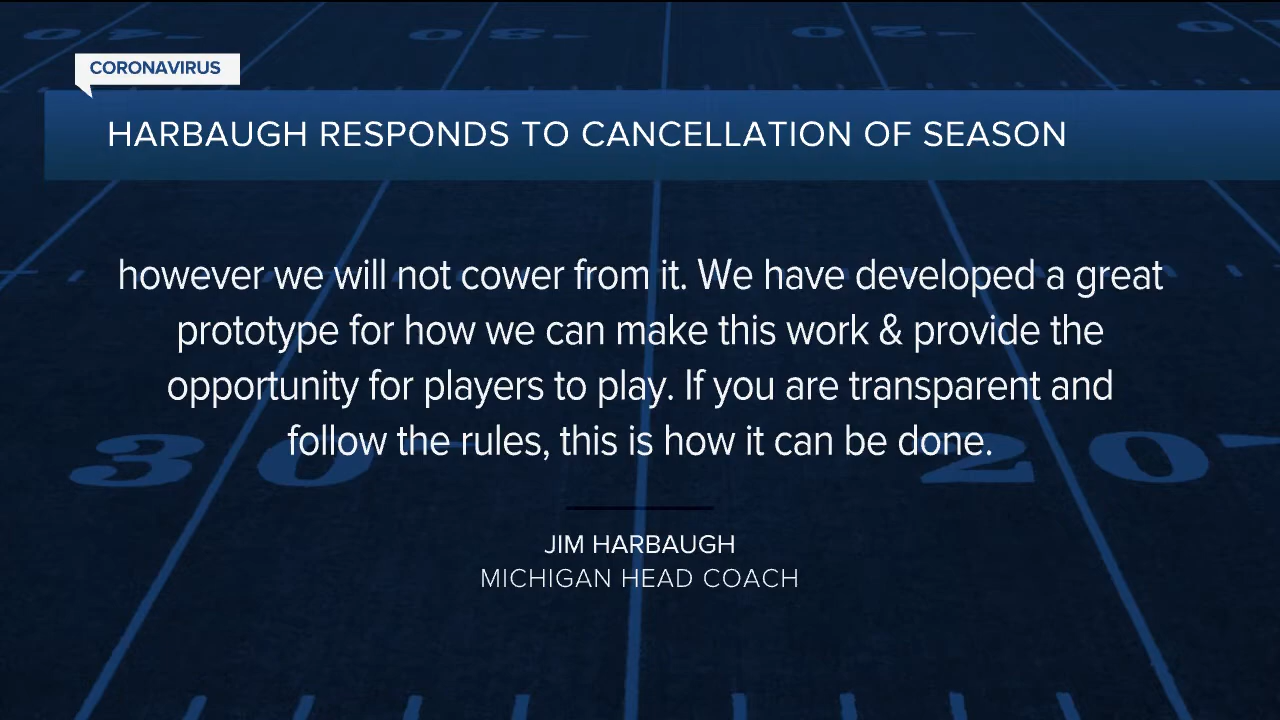 CORONAVIRUS
HARBAUGH RESPONDS TO CANCELLATION OF SEASON
however we will not cower from it. We have developed a great
prototype for how we can make this work & provide the
opportunity for players to play. If you are transparent and
follow the rules, this is how it can be done.
30 20
JIM HARBAUGH
MICHIGAN HEAD COACH